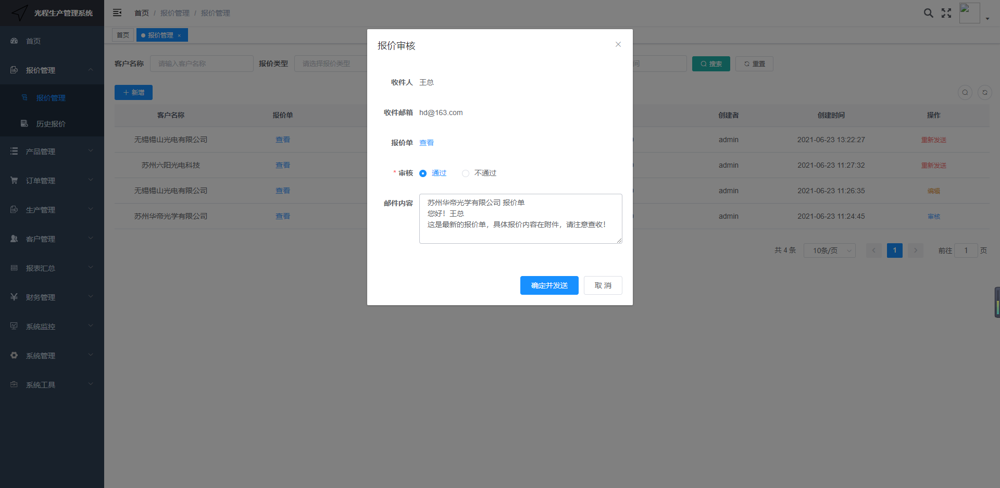 光程生产管理系统
首页 / 报价管理 / 报价管理
首页
报价管理 ×
首页
报价管理
报价管理
历史报价
产品管理
订单管理
生产管理
客户管理
报表汇总
财务管理
系统监控
系统管理
系统工具
客户名称 请输入客户名称 报价类型 请选择报价类型 间 搜索 重置
新增
客户名称 报价单 创建者 创建时间 操作
无锡锡山光电有限公司 查看 admin 2021-06-23 13:22:27 重新发送
苏州六阳光电科技 查看 admin 2021-06-23 11:27:32 重新发送
无锡锡山光电有限公司 查看 admin 2021-06-23 11:26:35 编辑
苏州华帝光学有限公司 查看 admin 2021-06-23 11:24:45 审核
共 4 条 10条/页 1 前往 1 页
报价审核
收件人 王总
收件邮箱 hd@163.com
报价单 查看
* 审核 通过 不通过
邮件内容 苏州华帝光学有限公司 报价单
您好！王总
这是最新的报价单，具体报价内容在附件，请注意查收！
确定并发送 取 消